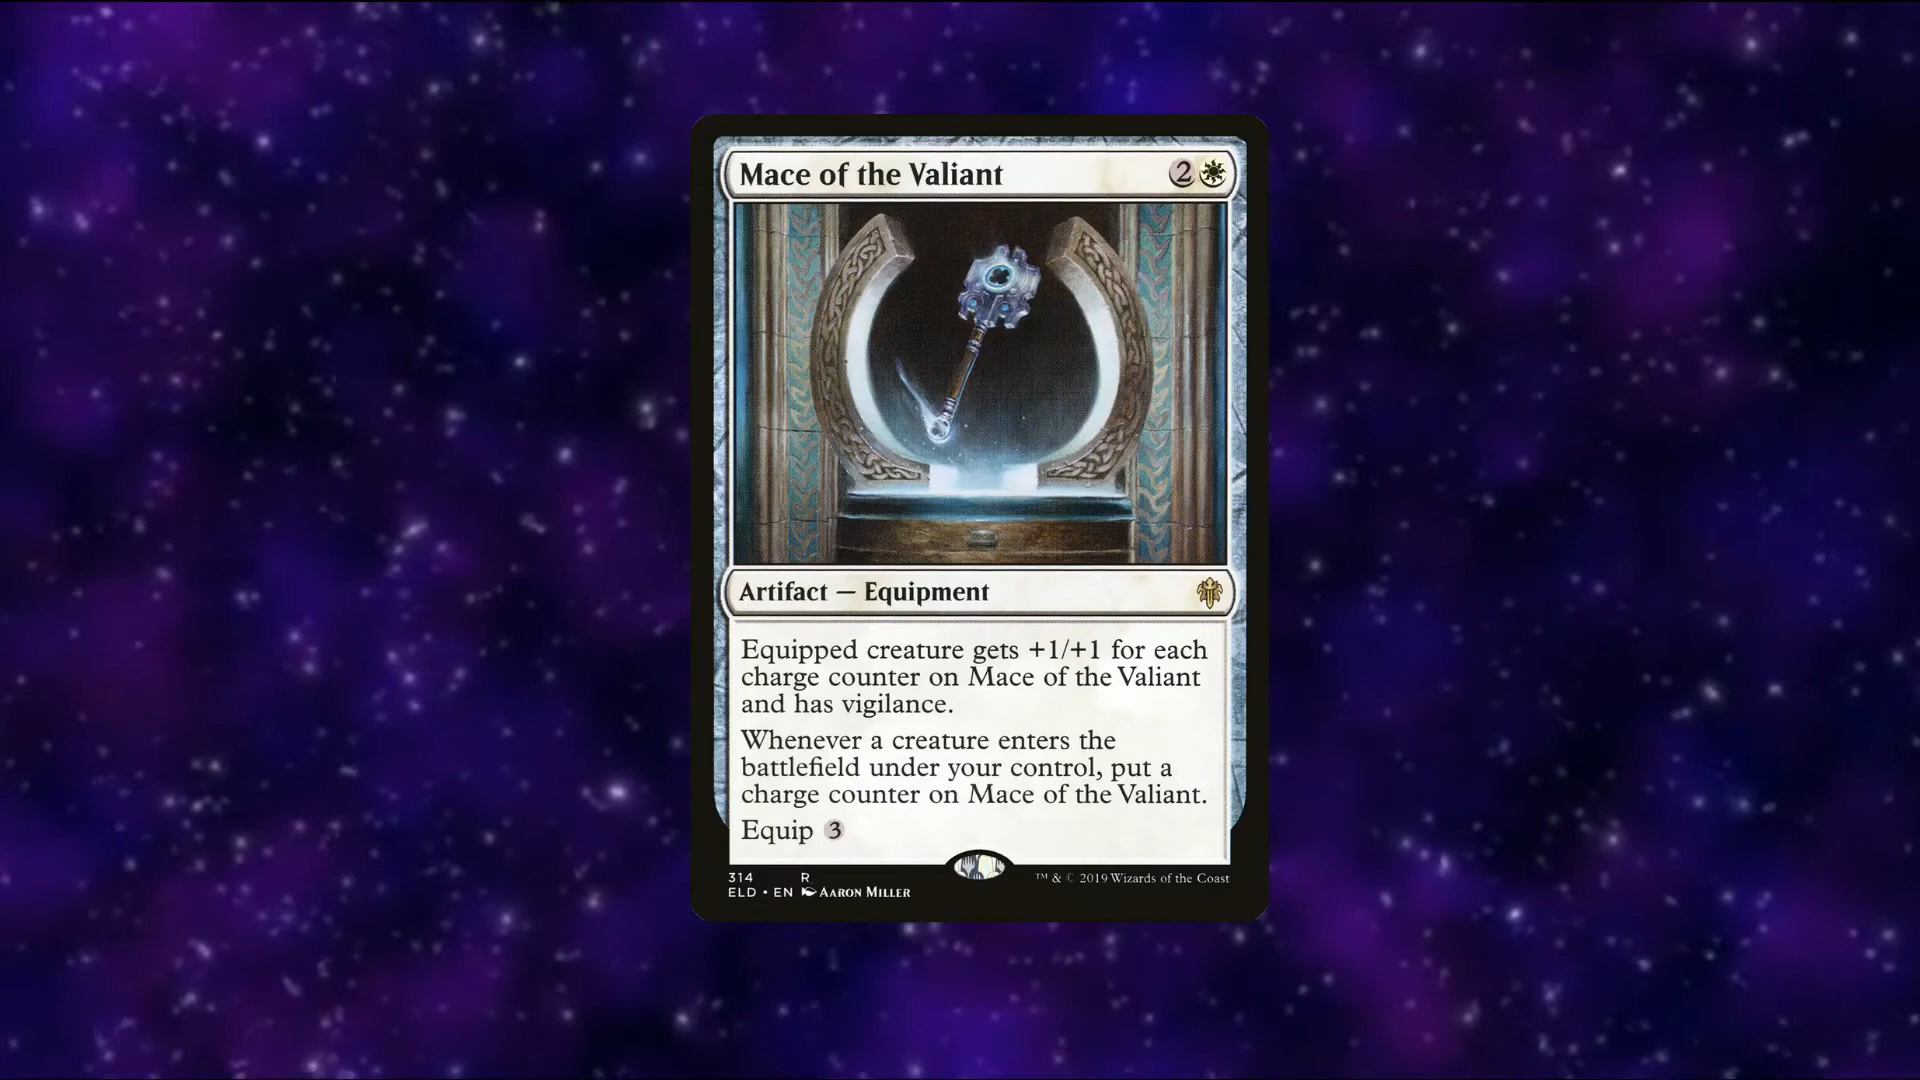 Mace of the Valiant 2
Artifact — Equipment
Equipped creature gets +1/+1 for each
charge counter on Mace of the Valiant
and has vigilance.
Whenever a creature enters the
battlefield under your control, put a
charge counter on Mace of the Valiant.
Equip 3
314 R
ELD • EN AARON MILLER
™ & © 2019 Wizards of the Coast